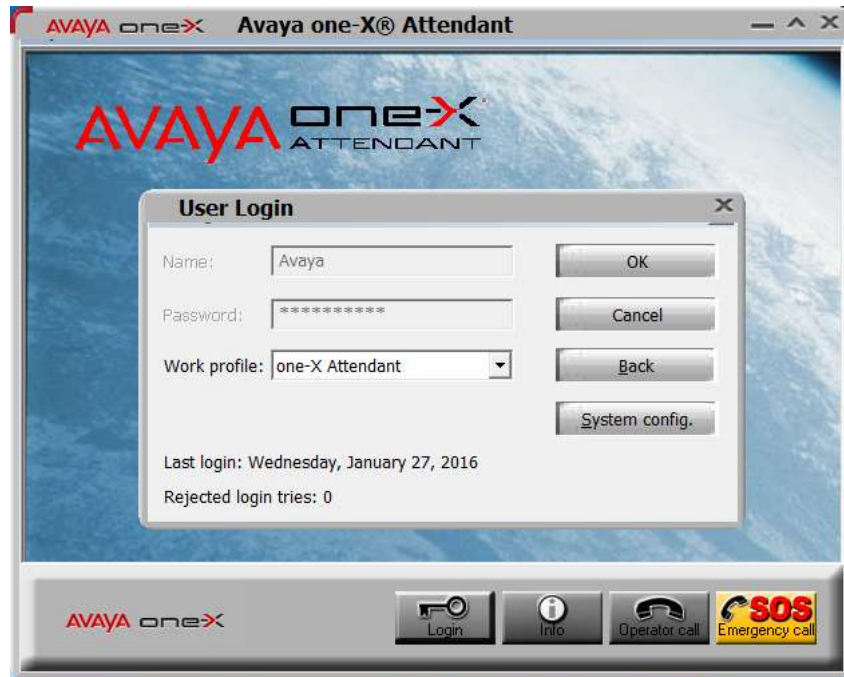 AVAYA one-X Avaya one-X® Attendant
AVAYA one-X
ATTENDANT
User Login
Name: Avaya
OK
Password: **********
Cancel
Work profile: one-X Attendant
Back
System config.
Last login: Wednesday, January 27, 2016
Rejected login tries: 0
AVAYA one-X
Login
Info
Operator call
SOS
Emergency call